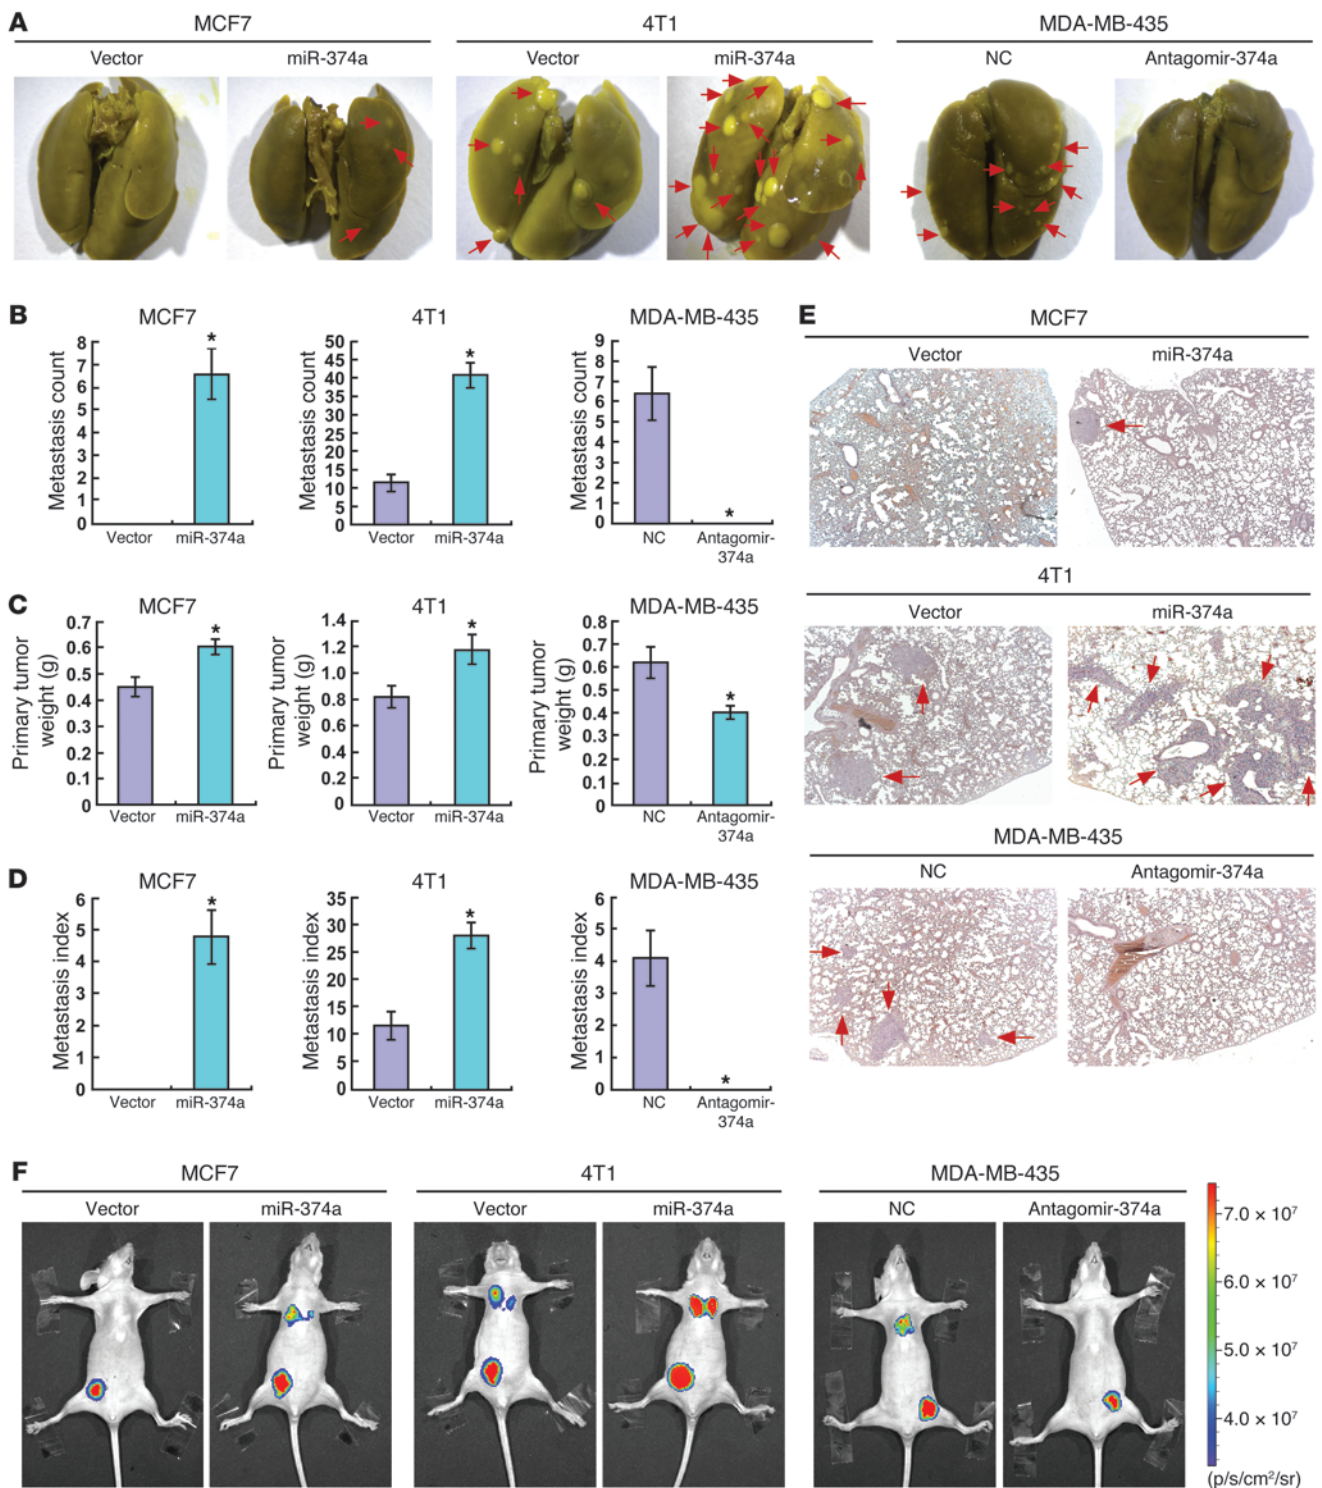 A
MCF7
4T1
MDA-MB-435
Vector
miR-374a
Vector
miR-374a
NC
Antagomir-374a
B
MCF7
Metastasis count
8
7
6
5
4
3
2
1
0
Vector
miR-374a
*
4T1
Metastasis count
50
45
40
35
30
25
20
15
10
5
0
Vector
miR-374a
*
MDA-MB-435
Metastasis count
9
8
7
6
5
4
3
2
1
0
NC
Antagomir-
374a
*
C
MCF7
Primary tumor
weight (g)
0.7
0.6
0.5
0.4
0.3
0.2
0.1
0
Vector
miR-374a
*
4T1
Primary tumor
weight (g)
1.4
1.2
1.0
0.8
0.6
0.4
0.2
0
Vector
miR-374a
*
MDA-MB-435
Primary tumor
weight (g)
0.8
0.7
0.6
0.5
0.4
0.3
0.2
0.1
0
NC
Antagomir-
374a
*
D
MCF7
Metastasis index
6
5
4
3
2
1
0
Vector
miR-374a
*
4T1
Metastasis index
35
30
25
20
15
10
5
0
Vector
miR-374a
*
MDA-MB-435
Metastasis index
6
5
4
3
2
1
0
NC
Antagomir-
374a
*
E
MCF7
Vector
miR-374a
4T1
Vector
miR-374a
MDA-MB-435
NC
Antagomir-374a
F
MCF7
4T1
MDA-MB-435
Vector
miR-374a
Vector
miR-374a
NC
Antagomir-374a
7.0 × 10⁷
6.0 × 10⁷
5.0 × 10⁷
4.0 × 10⁷
(p/s/cm²/sr)